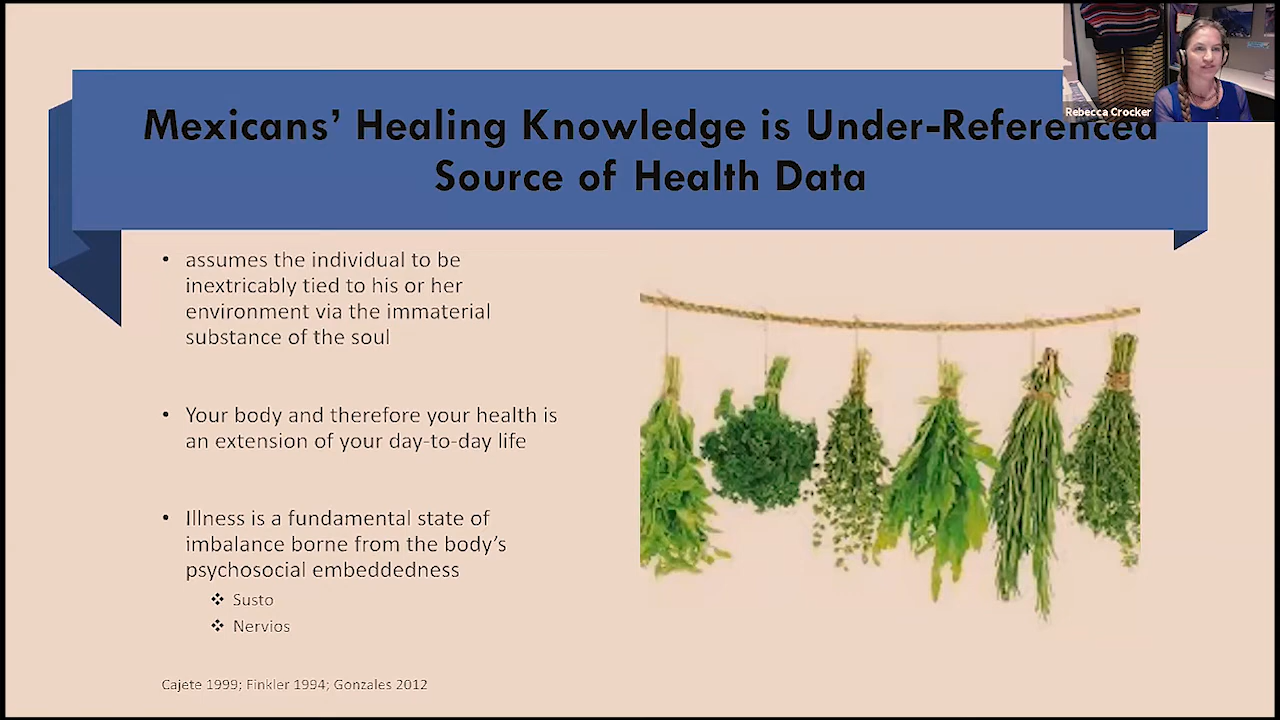 Mexicans’ Healing Knowledge is Under-Referenced
Source of Health Data
Rebecca Crocker
• assumes the individual to be
inextricably tied to his or her
environment via the immaterial
substance of the soul
• Your body and therefore your health is
an extension of your day-to-day life
• Illness is a fundamental state of
imbalance borne from the body’s
psychosocial embeddedness
❖ Susto
❖ Nervios
Cajete 1999; Finkler 1994; Gonzales 2012